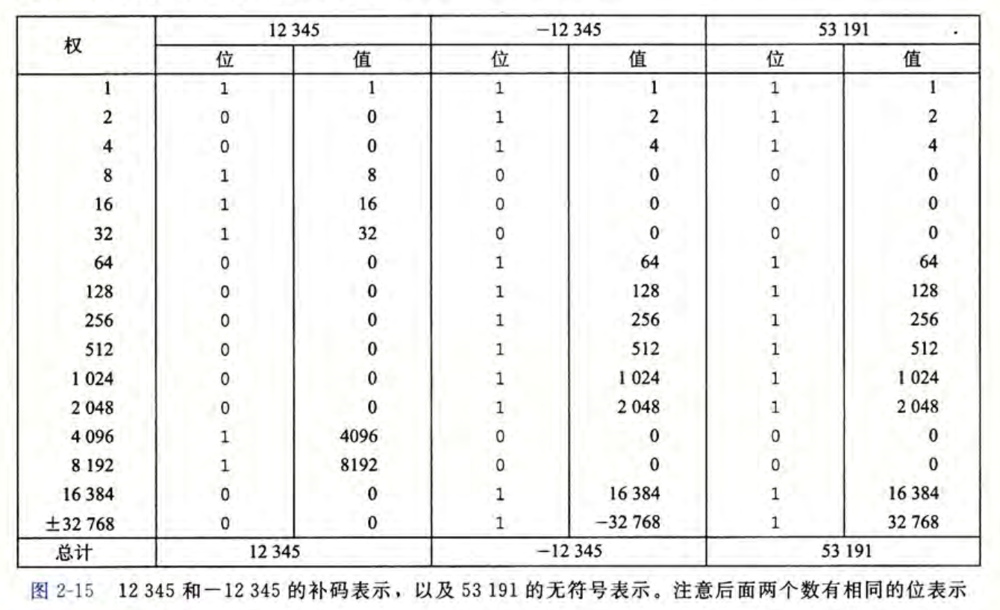 权 12 345 −12 345 53 191
位 值 位 值 位 值
1 1 1 1 1 1 1
2 0 0 1 2 1 2
4 0 0 1 4 1 4
8 1 8 0 0 0 0
16 1 16 0 0 0 0
32 1 32 0 0 0 0
64 0 0 1 64 1 64
128 0 0 1 128 1 128
256 0 0 1 256 1 256
512 0 0 1 512 1 512
1 024 0 0 1 1 024 1 1 024
2 048 0 0 1 2 048 1 2 048
4 096 1 4096 0 0 0 0
8 192 1 8192 0 0 0 0
16 384 0 0 1 16 384 1 16 384
±32 768 0 0 1 −32 768 1 32 768
总计 12 345 −12 345 53 191
图 2-15 12 345 和−12 345 的补码表示，以及 53 191 的无符号表示。注意后面两个数有相同的位表示